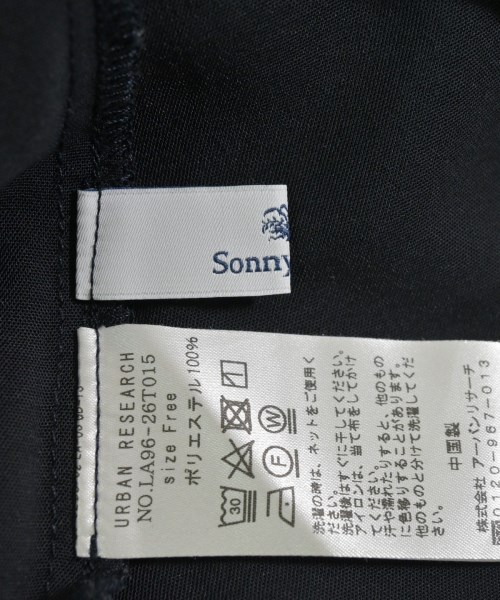 Sonny
URBAN RESEARCH
NO.LA96-26T015
size Free
ポリエステル100%
30
F
W
洗濯の時は、ネットをご使用く
ださい。
洗濯後はすぐに干してください。
アイロンは、当て布をしてかけ
てください。
汗や濡れたりすると、他のもの
に色移りすることがあります。
他のものと分けて洗濯してくだ
さい。
中国製
株式会社 アーバンリサーチ
0120-967-013